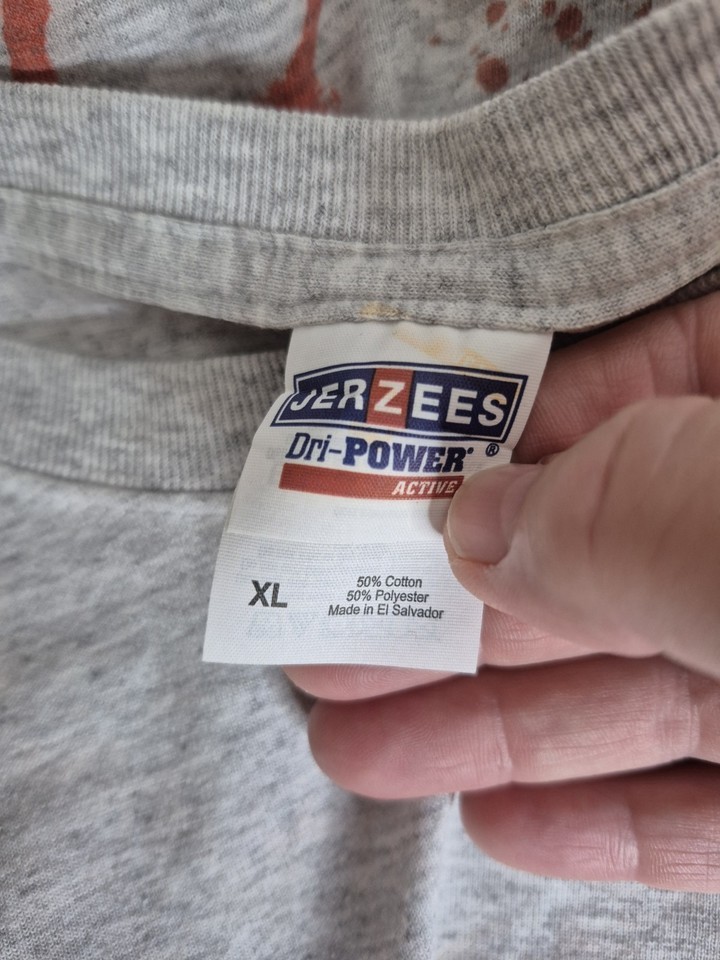 JERZEES
Dri-POWER® ®
ACTIVE
XL
50% Cotton
50% Polyester
Made in El Salvador